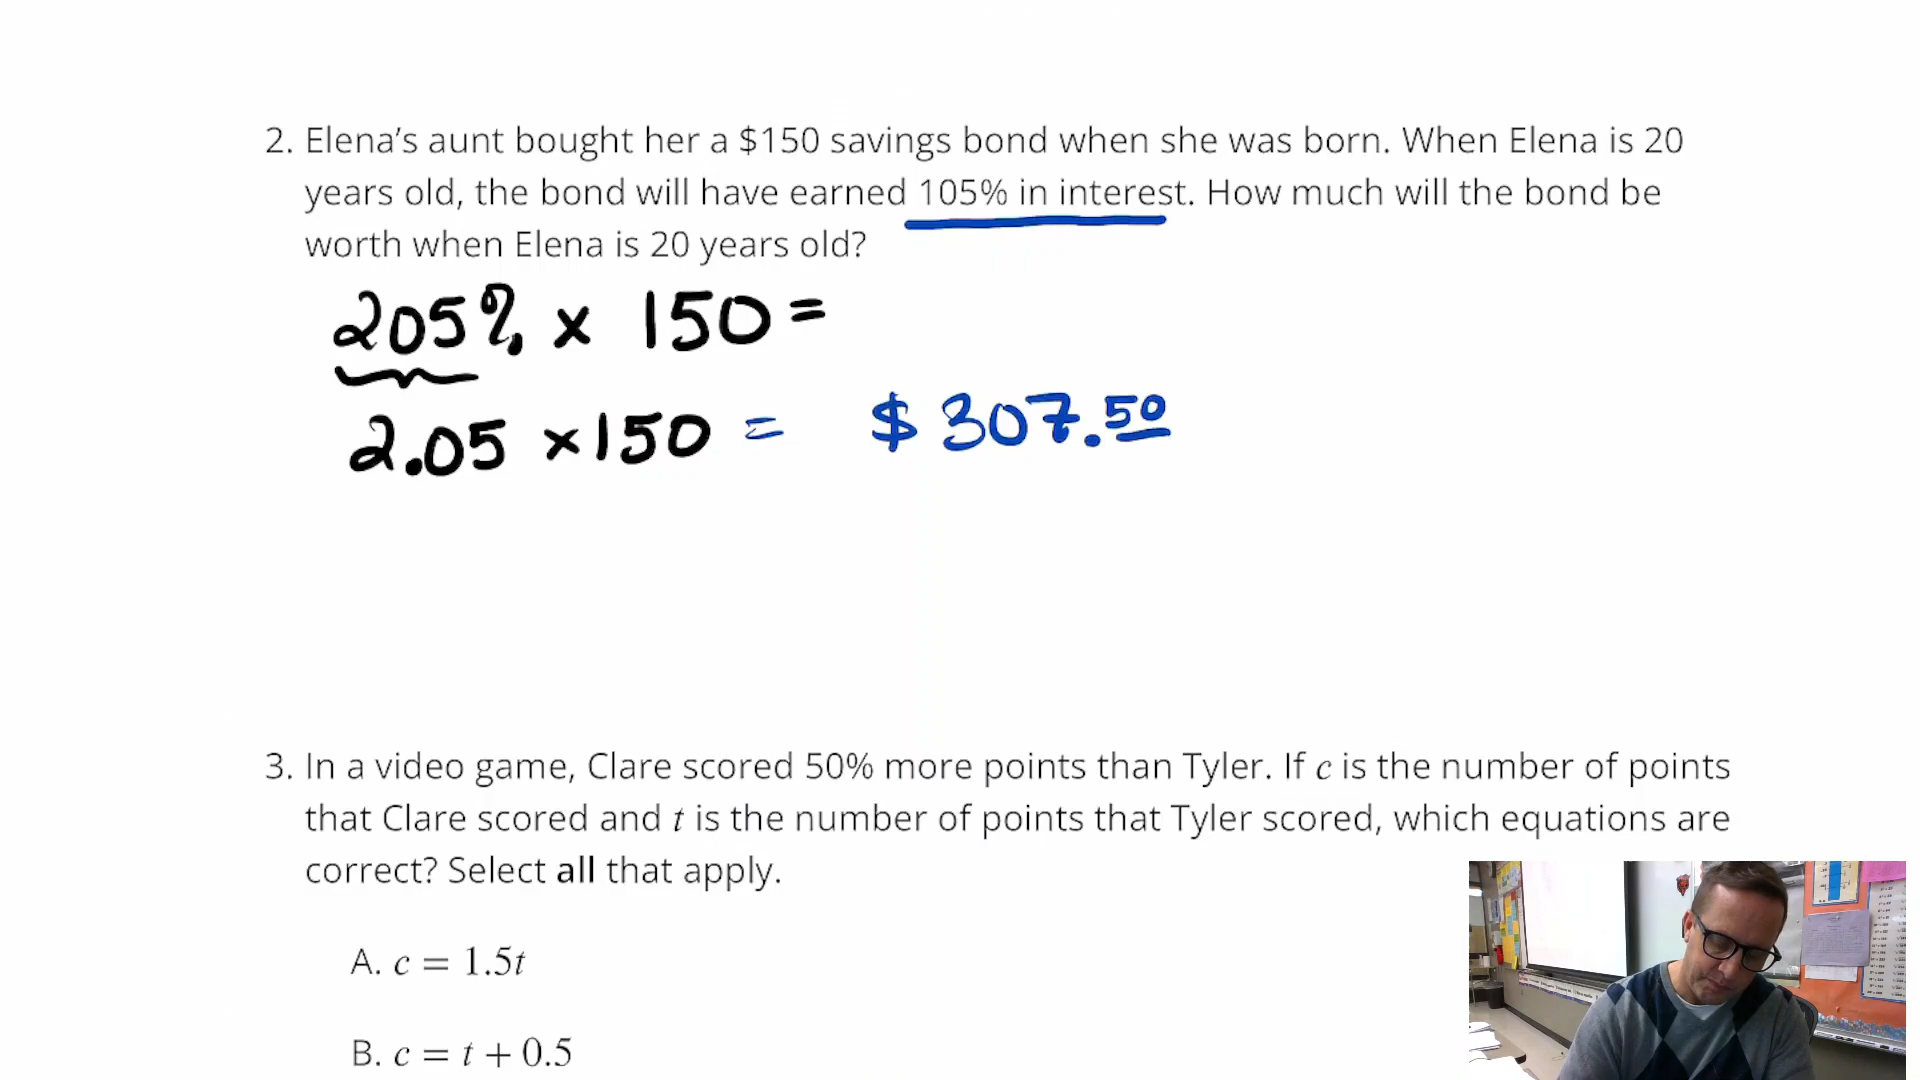 2. Elena’s aunt bought her a $150 savings bond when she was born. When Elena is 20
years old, the bond will have earned 105% in interest. How much will the bond be
worth when Elena is 20 years old?
205% x 150 =
2.05 x 150 = $307.50
3. In a video game, Clare scored 50% more points than Tyler. If c is the number of points
that Clare scored and t is the number of points that Tyler scored, which equations are
correct? Select all that apply.
A. c = 1.5t
B. c = t + 0.5